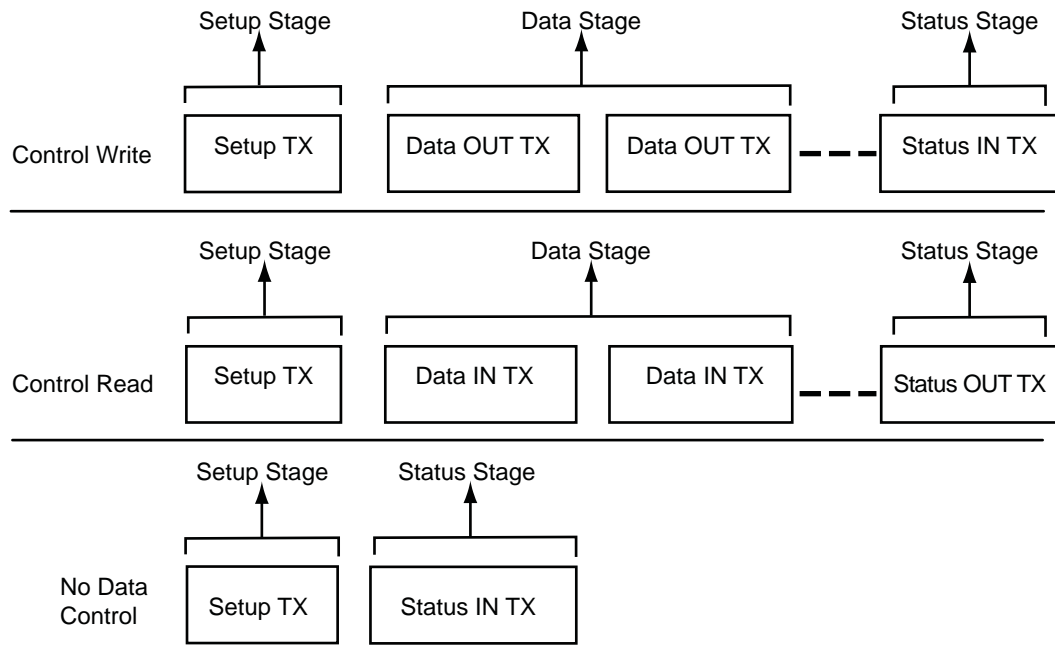 Setup Stage Data Stage Status Stage
Control Write Setup TX Data OUT TX Data OUT TX Status IN TX
Setup Stage Data Stage Status Stage
Control Read Setup TX Data IN TX Data IN TX Status OUT TX
Setup Stage Status Stage
No Data
Control Setup TX Status IN TX